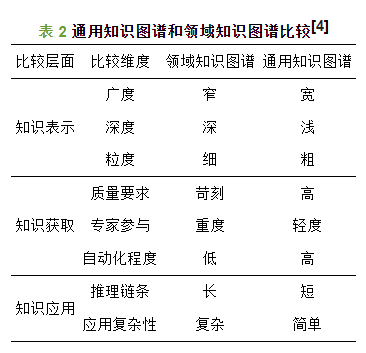 表 2 通用知识图谱和领域知识图谱比较[4]
比较层面 比较维度 领域知识图谱 通用知识图谱
广度 窄 宽
知识表示 深度 深 浅
粒度 细 粗
质量要求 苛刻 高
知识获取 专家参与 重度 轻度
自动化程度 低 高
推理链条 长 短
知识应用
应用复杂性 复杂 简单